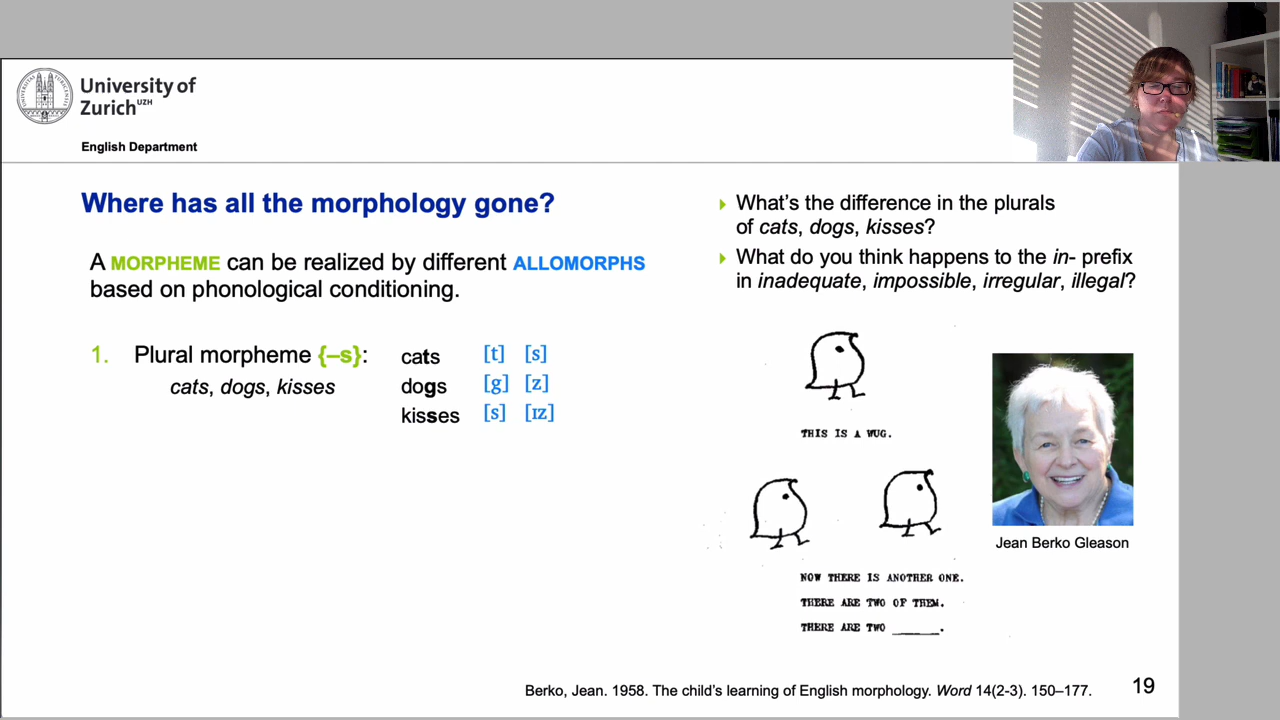 University of
Zurich UZH
English Department
Where has all the morphology gone?
A MORPHEME can be realized by different ALLOMORPHS
based on phonological conditioning.
1. Plural morpheme {–s}:
cats, dogs, kisses
cats [t] [s]
dogs [g] [z]
kisses [s] [ɪz]
What's the difference in the plurals
of cats, dogs, kisses?
What do you think happens to the in- prefix
in inadequate, impossible, irregular, illegal?
THIS IS A WUG.
NOW THERE IS ANOTHER ONE.
THERE ARE TWO OF THEM.
THERE ARE TWO ______.
Jean Berko Gleason
Berko, Jean. 1958. The child's learning of English morphology. Word 14(2-3). 150–177.
19